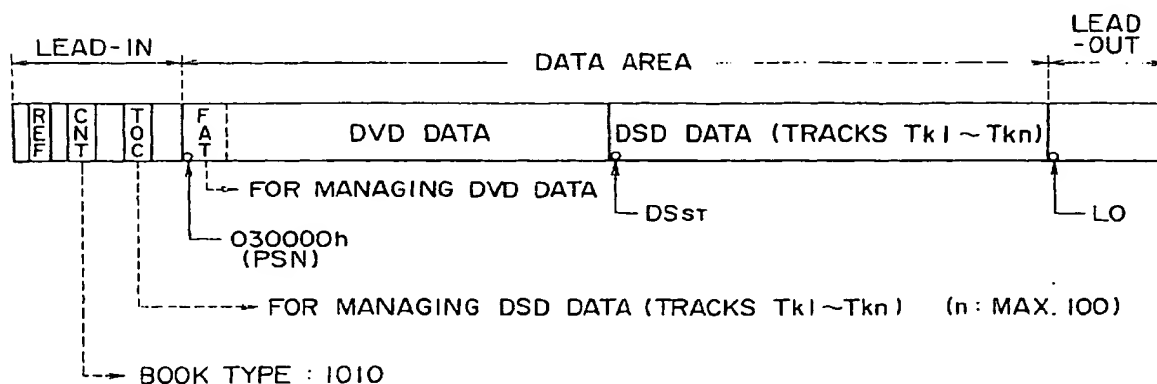 LEAD-IN
DATA AREA
LEAD
-OUT
REF
CNT
TOC
FAT
DVD DATA
DSD DATA (TRACKS Tk1~Tkn)
FOR MANAGING DVD DATA
DSST
LO
030000h
(PSN)
FOR MANAGING DSD DATA (TRACKS Tk1~Tkn) (n: MAX. 100)
BOOK TYPE : 1010